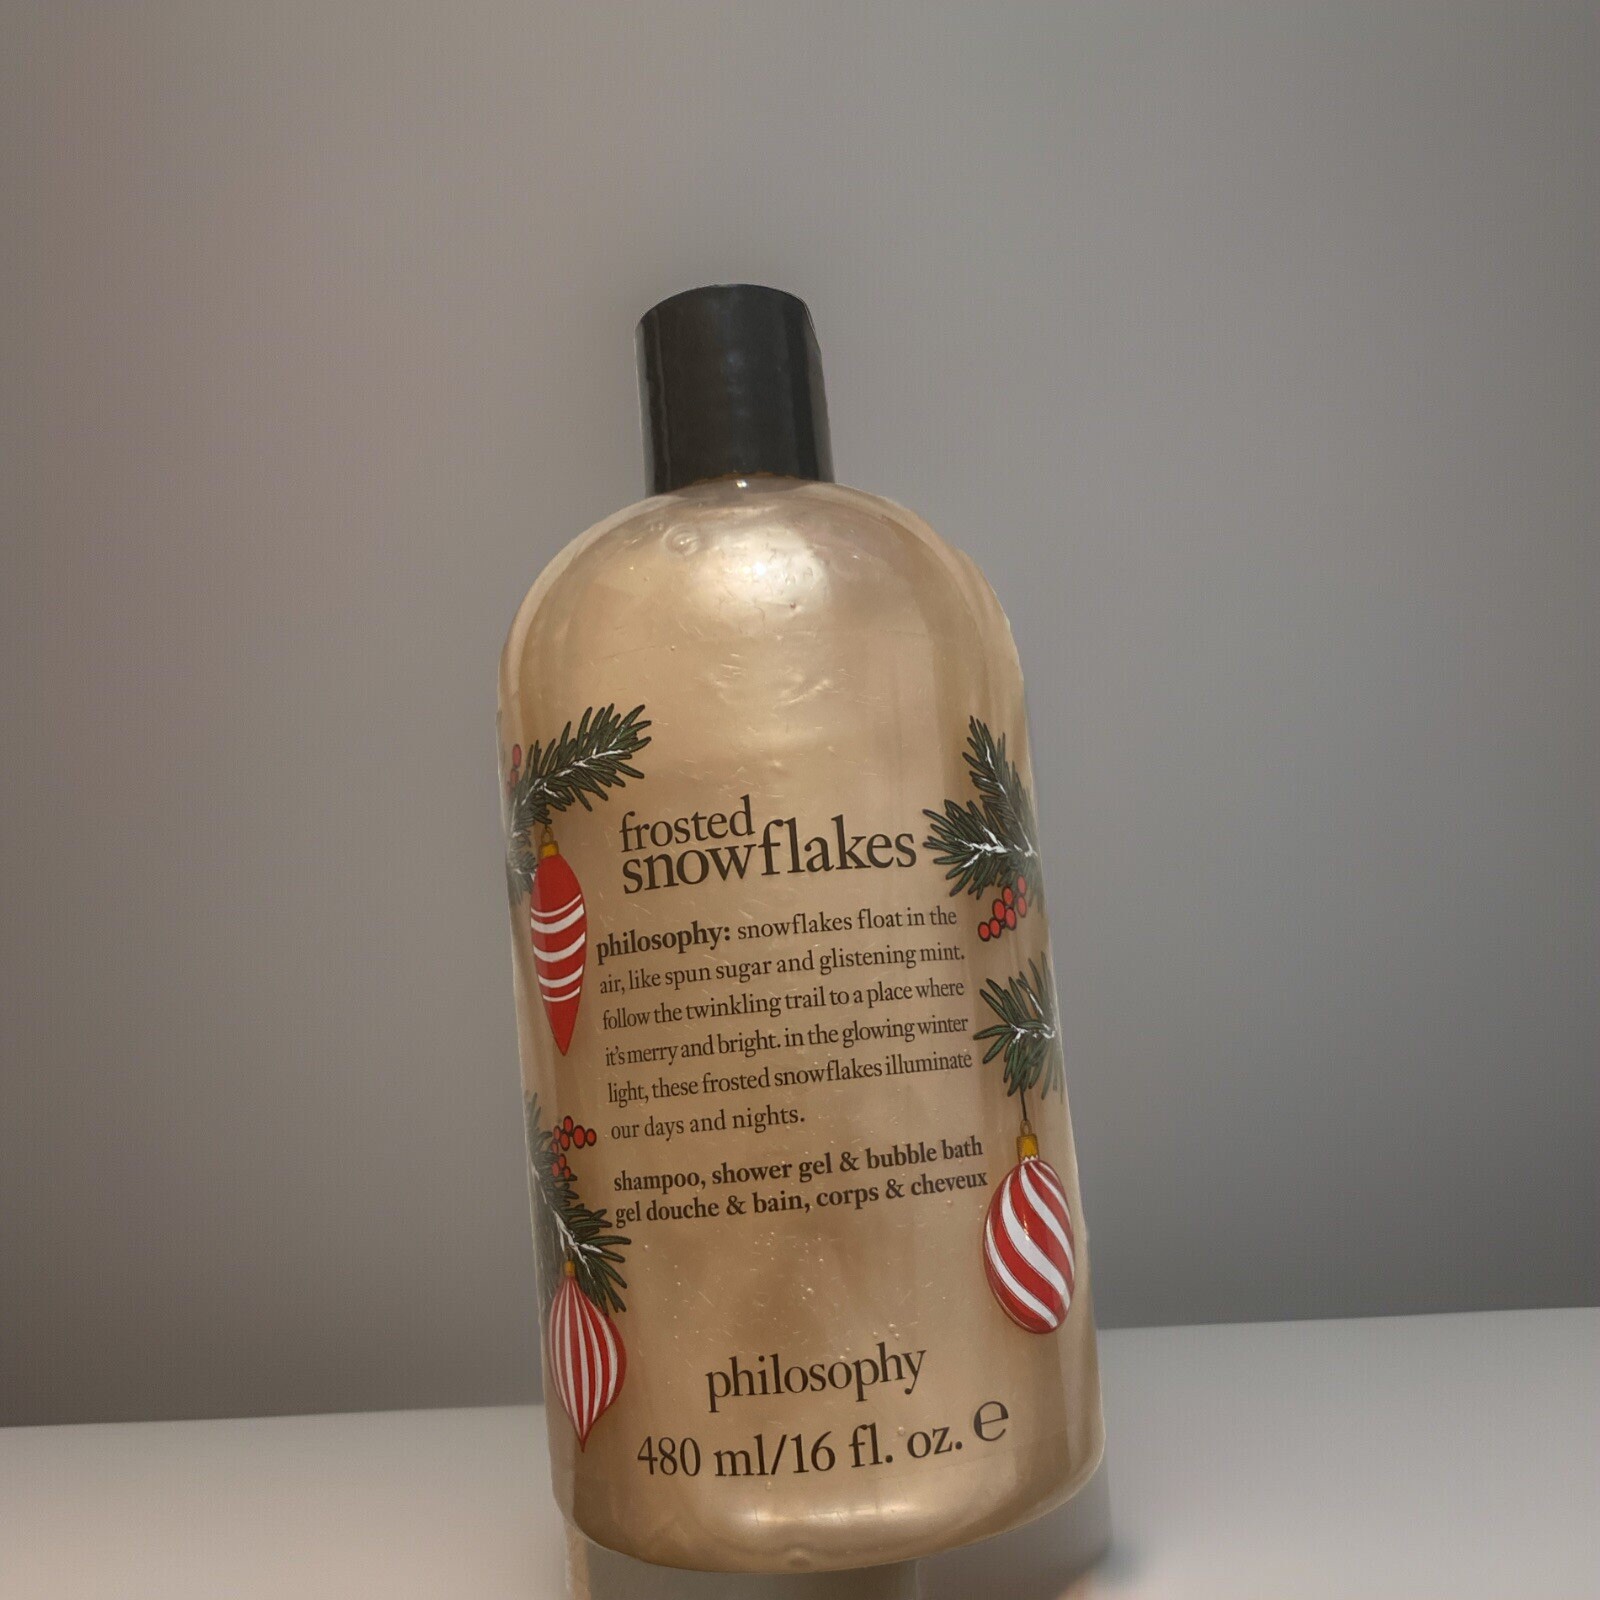 frosted
snowflakes
philosophy: snowflakes float in the
air, like spun sugar and glistening mint.
follow the twinkling trail to a place where
it's merry and bright. in the glowing winter
light, these frosted snowflakes illuminate
our days and nights.
shampoo, shower gel & bubble bath
gel douche & bain, corps & cheveux
philosophy
480 ml/16 fl. oz. ℮